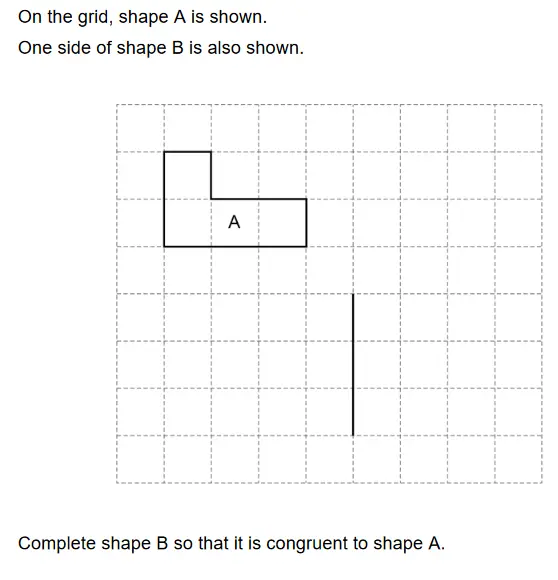 On the grid, shape A is shown.
One side of shape B is also shown.
A
Complete shape B so that it is congruent to shape A.